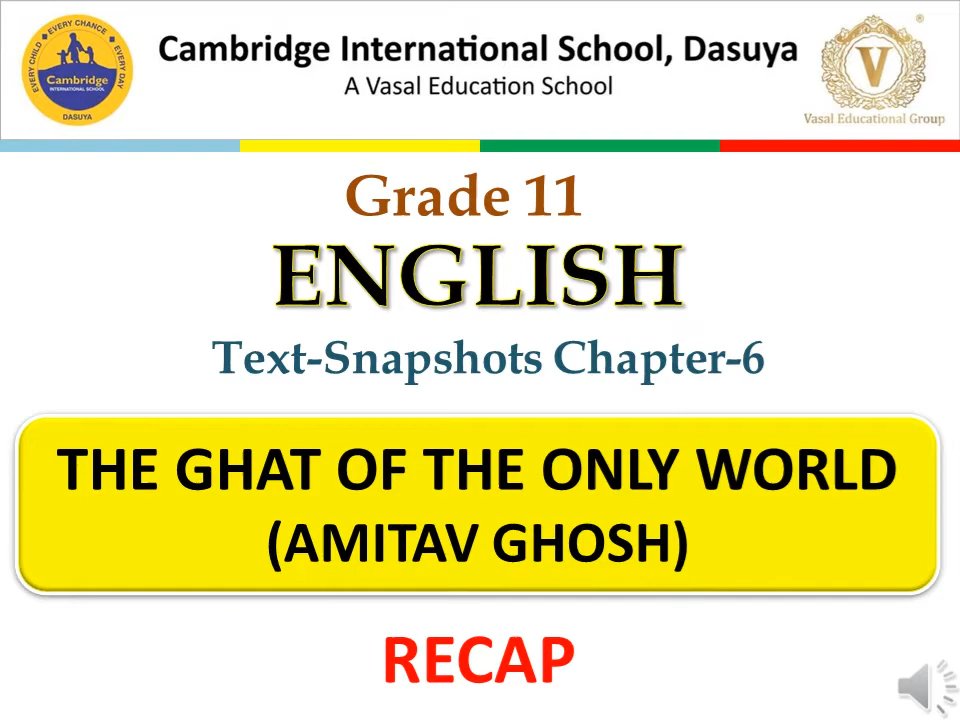 EVERY CHILD ★ EVERY CHANCE ★ EVERY DAY
Cambridge
INTERNATIONAL SCHOOL
DASUYA
Cambridge International School, Dasuya
A Vasal Education School
V
®
Vasal Educational Group
Grade 11
ENGLISH
Text-Snapshots Chapter-6
THE GHAT OF THE ONLY WORLD
(AMITAV GHOSH)
RECAP